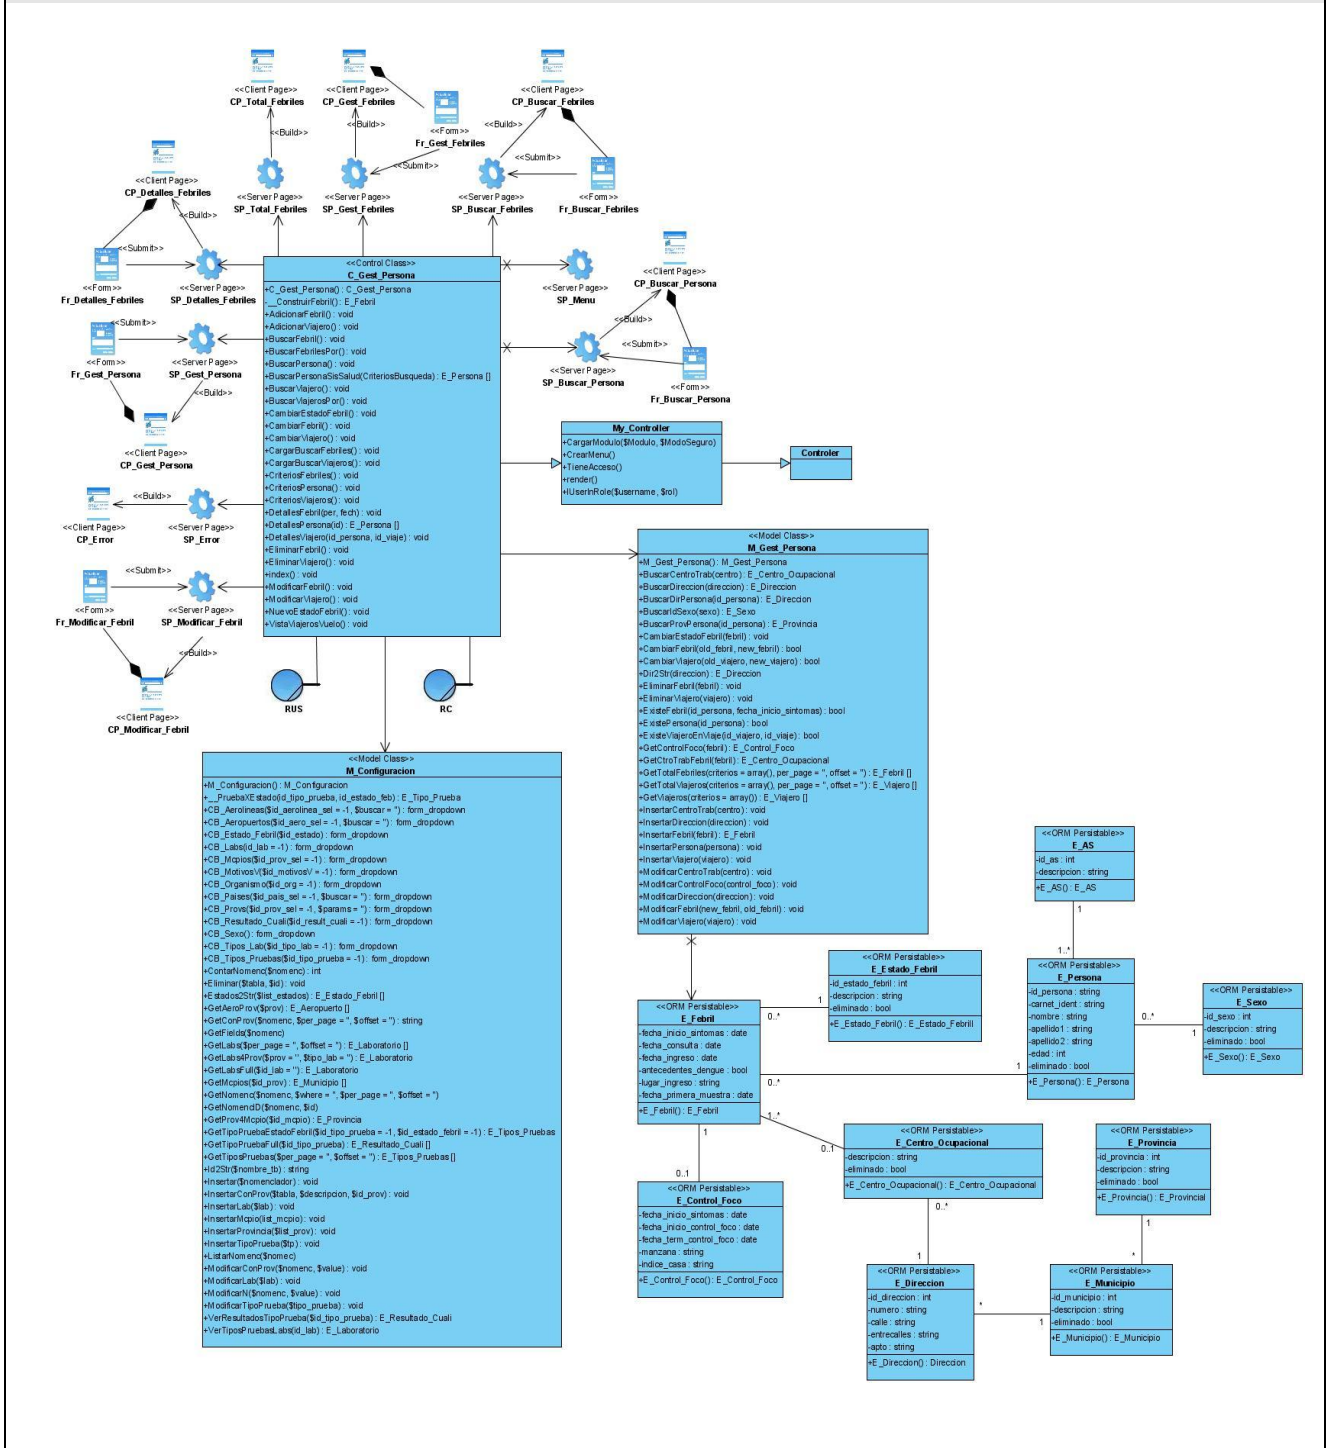 <<Client Page>>
CP_Total_Febriles
<<Client Page>>
CP_Gest_Febriles
<<Client Page>>
CP_Buscar_Febriles
<<Build>>
<<Build>>
<<Build>>
<<Form>>
Fr_Gest_Febriles
<<Submit>>
<<Submit>>
<<Client Page>>
CP_Detalles_Febriles
<<Server Page>>
SP_Total_Febriles
<<Server Page>>
SP_Gest_Febriles
<<Server Page>>
SP_Buscar_Febriles
<<Form>>
Fr_Buscar_Febriles
<<Build>>
<<Submit>>
<<Form>>
Fr_Detalles_Febriles
<<Server Page>>
SP_Detalles_Febriles
<<Submit>>
<<Form>>
Fr_Gest_Persona
<<Server Page>>
SP_Gest_Persona
<<Build>>
<<Client Page>>
CP_Gest_Persona
<<Build>>
<<Client Page>>
CP_Error
<<Server Page>>
SP_Error
<<Submit>>
<<Form>>
Fr_Modificar_Febril
<<Server Page>>
SP_Modificar_Febril
<<Build>>
<<Client Page>>
CP_Modificar_Febril
<<Control Class>>
C_Gest_Persona
+C_Gest_Persona() : C_Gest_Persona
-__ConstruirFebril() : E_Febril
+AdicionarFebril() : void
+AdicionarViajero() : void
+BuscarFebril() : void
+BuscarFebrilesPor() : void
+BuscarPersona() : void
+BuscarPersonaSisSalud(CriteriosBusqueda) : E_Persona []
+BuscarViajero() : void
+BuscarViajerosPor() : void
+CambiarEstadoFebril() : void
+CambiarFebril() : void
+CambiarViajero() : void
+CargarBuscarFebriles() : void
+CargarBuscarViajeros() : void
+CriteriosFebriles() : void
+CriteriosPersona() : void
+CriteriosViajeros() : void
+DetallesFebril(per, fech) : void
+DetallesPersona(id) : E_Persona []
+DetallesViajero(id_persona, id_viaje) : void
+EliminarFebril() : void
+EliminarViajero() : void
+index() : void
+ModificarFebril() : void
+ModificarViajero() : void
+NuevoEstadoFebril() : void
+VistaViajerosVuelo() : void
<<Server Page>>
SP_Menu
<<Client Page>>
CP_Buscar_Persona
<<Build>>
<<Submit>>
<<Server Page>>
SP_Buscar_Persona
<<Form>>
Fr_Buscar_Persona
My_Controller
+CargarModulo($Modulo, $ModoSeguro)
+CrearMenu()
+TieneAcceso()
+render()
+IUserInRole($username, $rol)
Controler
RUS
RC
<<Model Class>>
M_Gest_Persona
+M_Gest_Persona() : M_Gest_Persona
+BuscarCentroTrab(centro) : E_Centro_Ocupacional
+BuscarDireccion(direccion) : E_Direccion
+BuscarDirPersona(id_persona) : E_Direccion
+BuscarIdSexo(sexo) : E_Sexo
+BuscarProvPersona(id_persona) : E_Provincia
+CambiarEstadoFebril(febril) : void
+CambiarFebril(old_febril, new_febril) : bool
+CambiarViajero(old_viajero, new_viajero) : bool
+Dir2Str(direccion) : E_Direccion
+EliminarFebril(febril) : void
+EliminarViajero(viajero) : void
+ExisteFebril(id_persona, fecha_inicio_sintomas) : bool
+ExistePersona(id_persona) : bool
+ExisteViajeroEnViaje(id_viajero, id_viaje) : bool
+GetControlFoco(febril) : E_Control_Foco
+GetCtroTrabFebril(febril) : E_Centro_Ocupacional
+GetTotalFebriles(criterios = array(), per_page = '', offset = '') : E_Febril []
+GetTotalViajeros(criterios = array(), per_page = '', offset = '') : E_Viajero []
+GetViajeros(criterios = array()) : E_Viajero []
+InsertarCentroTrab(centro) : void
+InsertarDireccion(direccion) : void
+InsertarFebril(febril) : E_Febril
+InsertarPersona(persona) : void
+InsertarViajero(viajero) : void
+ModificarCentroTrab(centro) : void
+ModificarControlFoco(control_foco) : void
+ModificarDireccion(direccion) : void
+ModificarFebril(new_febril, old_febril) : void
+ModificarViajero(viajero) : void
<<Model Class>>
M_Configuracion
+M_Configuracion() : M_Configuracion
+__PruebaXEstado(id_tipo_prueba, id_estado_feb) : E_Tipo_Prueba
+CB_Aerolineas($id_aerolinea_sel = -1, $buscar = '') : form_dropdown
+CB_Aeropuertos($id_aero_sel = -1, $buscar = '') : form_dropdown
+CB_Estado_Febril($id_estado) : form_dropdown
+CB_Labs(id_lab = -1) : form_dropdown
+CB_Mcpios($id_prov_sel = -1) : form_dropdown
+CB_MotivosV($id_motivosV = -1) : form_dropdown
+CB_Organismo($id_org = -1) : form_dropdown
+CB_Paises($id_pais_sel = -1, $buscar = '') : form_dropdown
+CB_Provs($id_prov_sel = -1, $params = '') : form_dropdown
+CB_Resultado_Cuali($id_result_cuali = -1) : form_dropdown
+CB_Sexo() : form_dropdown
+CB_Tipos_Lab($id_tipo_lab = -1) : form_dropdown
+CB_Tipos_Pruebas($id_tipo_prueba = -1) : form_dropdown
+ContarNomenc($nomenc) : int
+Eliminar($tabla, $id) : void
+Estados2Str($list_estados) : E_Estado_Febril []
+GetAeroProv($prov) : E_Aeropuerto []
+GetConProv($nomenc, $per_page = '', $offset = '') : string
+GetFields($nomenc)
+GetLabs($per_page = '', $offset = '') : E_Laboratorio []
+GetLabs4Prov($prov = '', $tipo_lab = '') : E_Laboratorio
+GetLabsFull($id_lab = '') : E_Laboratorio
+GetMcpios($id_prov) : E_Municipio []
+GetNomenc($nomenc, $where = '', $per_page = '', $offset = '')
+GetNomencID($nomenc, $id)
+GetProv4Mcpio($id_mcpio) : E_Provincia
+GetTipoPruebaEstadoFebril($id_tipo_prueba = -1, $id_estado_febril = -1) : E_Tipos_Pruebas
+GetTipoPruebaFull($id_tipo_prueba) : E_Resultado_Cuali []
+GetTiposPruebas($per_page = '', $offset = '') : E_Tipos_Pruebas []
+Id2Str($nombre_tb) : string
+Insertar($nomenclador) : void
+InsertarConProv($tabla, $descripcion, $id_prov) : void
+InsertarLab($lab) : void
+InsertarMcpio(list_mcpio) : void
+InsertarProvincia($list_prov) : void
+InsertarTipoPrueba($tp) : void
+ListarNomenc($nomec)
+ModificarConProv($nomenc, $value) : void
+ModificarLab($lab) : void
+ModificarN($nomenc, $value) : void
+ModificarTipoPrueba($tipo_prueba) : void
+VerResultadosTipoPrueba($id_tipo_prueba) : E_Resultado_Cuali
+VerTiposPruebasLabs(id_lab) : E_Laboratorio
<<ORM Persistable>>
E_AS
-id_as : int
-descripcion : string
+E_AS() : E_AS
1
1..*
<<ORM Persistable>>
E_Persona
-id_persona : string
-carnet_ident : string
-nombre : string
-apellido1 : string
-apellido2 : string
-edad : int
-eliminado : bool
+E_Persona() : E_Persona
0..*
1
<<ORM Persistable>>
E_Sexo
-id_sexo : int
-descripcion : string
-eliminado : bool
+E_Sexo() : E_Sexo
<<ORM Persistable>>
E_Estado_Febril
-id_estado_febril : int
-descripcion : string
-eliminado : bool
+E_Estado_Febril() : E_Estado_Febrill
1
0..*
<<ORM Persistable>>
E_Febril
-fecha_inicio_sintomas : date
-fecha_consulta : date
-fecha_ingreso : date
-antecedentes_dengue : bool
-lugar_ingreso : string
-fecha_primera_muestra : date
+E_Febril() : E_Febril
1
0..*
1..*
0..1
1
0..1
<<ORM Persistable>>
E_Centro_Ocupacional
-descripcion : string
-eliminado : bool
+E_Centro_Ocupacional() : E_Centro_Ocupacional
0..*
1
<<ORM Persistable>>
E_Provincia
-id_provincia : int
-descripcion : string
-eliminado : bool
+E_Provincia() : E_Provincial
1
*
<<ORM Persistable>>
E_Control_Foco
-fecha_inicio_sintomas : date
-fecha_inicio_control_foco : date
-fecha_term_control_foco : date
-manzana : string
-indice_casa : string
+E_Control_Foco() : E_Control_Foco
<<ORM Persistable>>
E_Direccion
-id_direccion : int
-numero : string
-calle : string
-entrecalles : string
-apto : string
+E_Direccion() : Direccion
*
1
<<ORM Persistable>>
E_Municipio
-id_municipio : int
-descripcion : string
-eliminado : bool
+E_Municipio() : E_Municipio